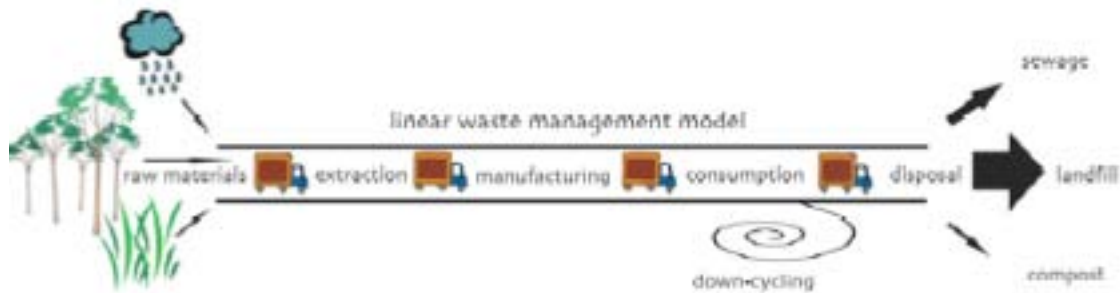 sewage
linear waste management model
raw materials extraction manufacturing consumption disposal landfill
down-cycling
compost